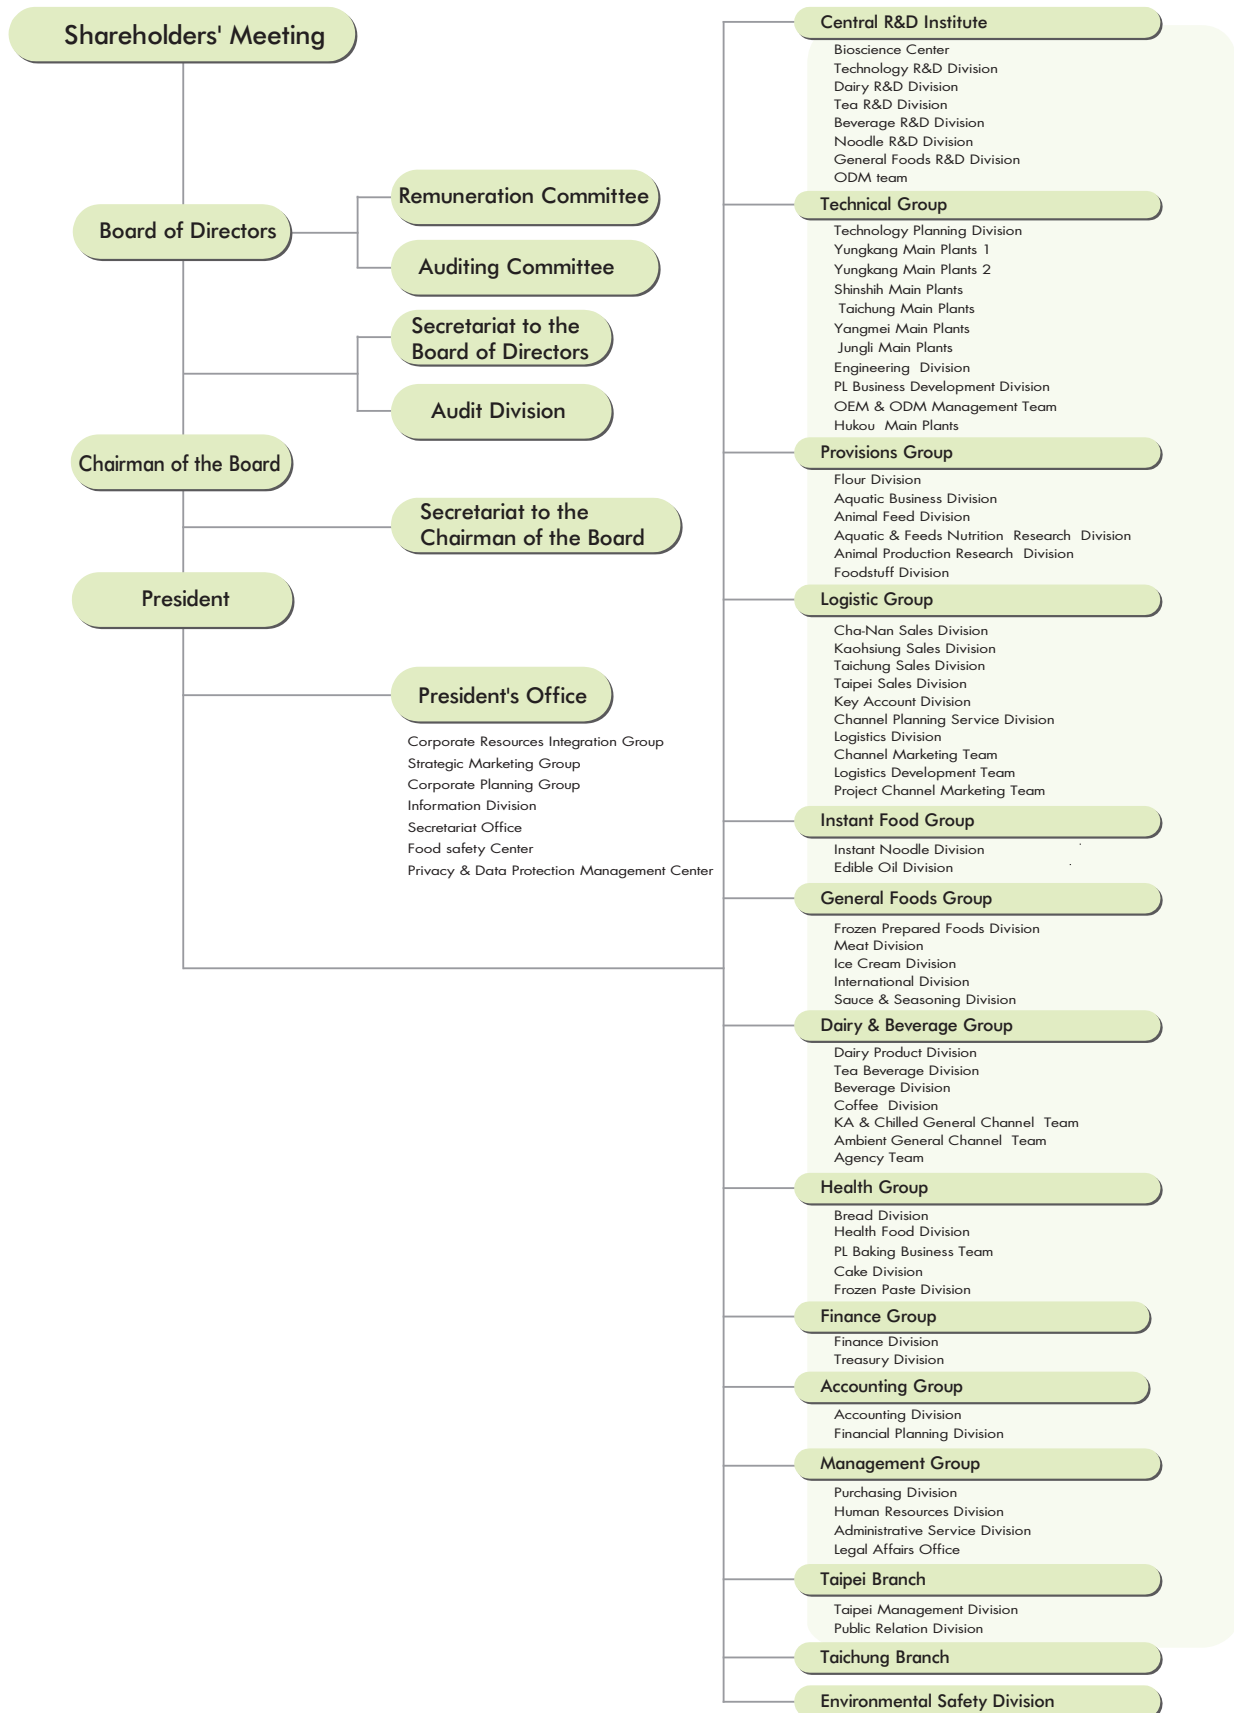 Shareholders' Meeting
Board of Directors
Remuneration Committee
Auditing Committee
Secretariat to the
Board of Directors
Audit Division
Chairman of the Board
Secretariat to the
Chairman of the Board
President
President's Office
Corporate Resources Integration Group
Strategic Marketing Group
Corporate Planning Group
Information Division
Secretariat Office
Food safety Center
Privacy & Data Protection Management Center
Central R&D Institute
Bioscience Center
Technology R&D Division
Dairy R&D Division
Tea R&D Division
Beverage R&D Division
Noodle R&D Division
General Foods R&D Division
ODM team
Technical Group
Technology Planning Division
Yungkang Main Plants 1
Yungkang Main Plants 2
Shinshih Main Plants
Taichung Main Plants
Yangmei Main Plants
Jungli Main Plants
Engineering Division
PL Business Development Division
OEM & ODM Management Team
Hukou Main Plants
Provisions Group
Flour Division
Aquatic Business Division
Animal Feed Division
Aquatic & Feeds Nutrition Research Division
Animal Production Research Division
Foodstuff Division
Logistic Group
Cha-Nan Sales Division
Kaohsiung Sales Division
Taichung Sales Division
Taipei Sales Division
Key Account Division
Channel Planning Service Division
Logistics Division
Channel Marketing Team
Logistics Development Team
Project Channel Marketing Team
Instant Food Group
Instant Noodle Division
Edible Oil Division
General Foods Group
Frozen Prepared Foods Division
Meat Division
Ice Cream Division
International Division
Sauce & Seasoning Division
Dairy & Beverage Group
Dairy Product Division
Tea Beverage Division
Beverage Division
Coffee Division
KA & Chilled General Channel Team
Ambient General Channel Team
Agency Team
Health Group
Bread Division
Health Food Division
PL Baking Business Team
Cake Division
Frozen Paste Division
Finance Group
Finance Division
Treasury Division
Accounting Group
Accounting Division
Financial Planning Division
Management Group
Purchasing Division
Human Resources Division
Administrative Service Division
Legal Affairs Office
Taipei Branch
Taipei Management Division
Public Relation Division
Taichung Branch
Environmental Safety Division